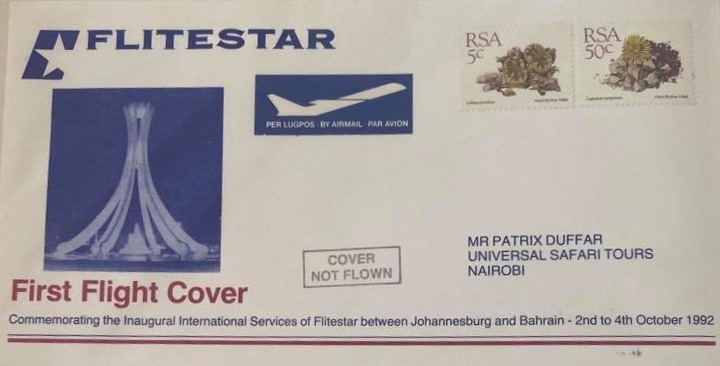 FLITESTAR
RSA
5c
RSA
50c
PER LUGPOS · BY AIRMAIL · PAR AVION
MR PATRIX DUFFAR
UNIVERSAL SAFARI TOURS
NAIROBI
COVER
NOT FLOWN
First Flight Cover
Commemorating the Inaugural International Services of Flitestar between Johannesburg and Bahrain - 2nd to 4th October 1992